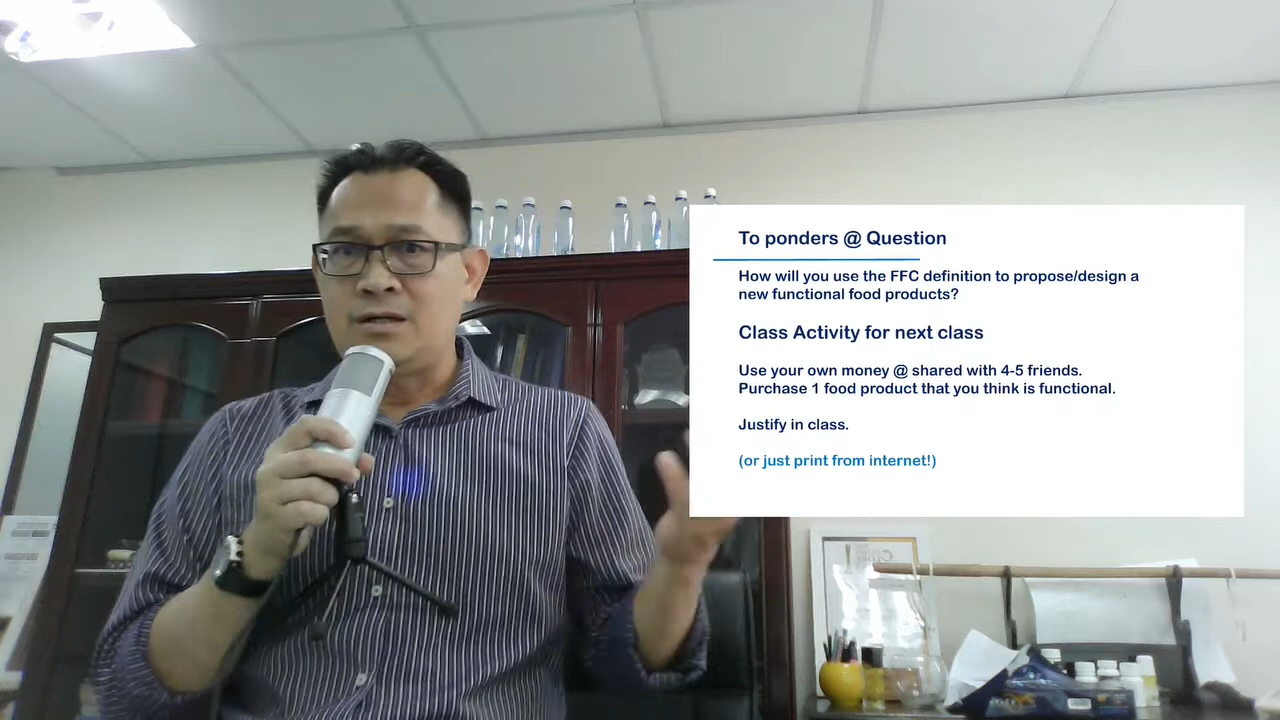 To ponders @ Question
How will you use the FFC definition to propose/design a
new functional food products?
Class Activity for next class
Use your own money @ shared with 4-5 friends.
Purchase 1 food product that you think is functional.
Justify in class.
(or just print from internet!)